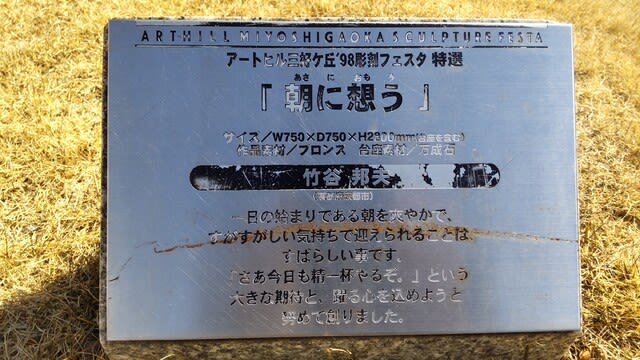 ARTHILL MIYOSHIGAOKA SCULPTURE FESTA
アートヒル三好ケ丘'98彫刻フェスタ 特選
あさ に おも う
「朝に想う」
サイズ/W750×D750×H2300mm(台座を含む)
作品素材/ブロンズ 台座素材/万成石
竹谷 邦夫
一日の始まりである朝を爽やかで、
すがすがしい気持ちで迎えられることは、
すばらしい事です。
「さあ今日も精一杯やるぞ。」という
大きな期待と、躍る心を込めようと
努めて創りました。